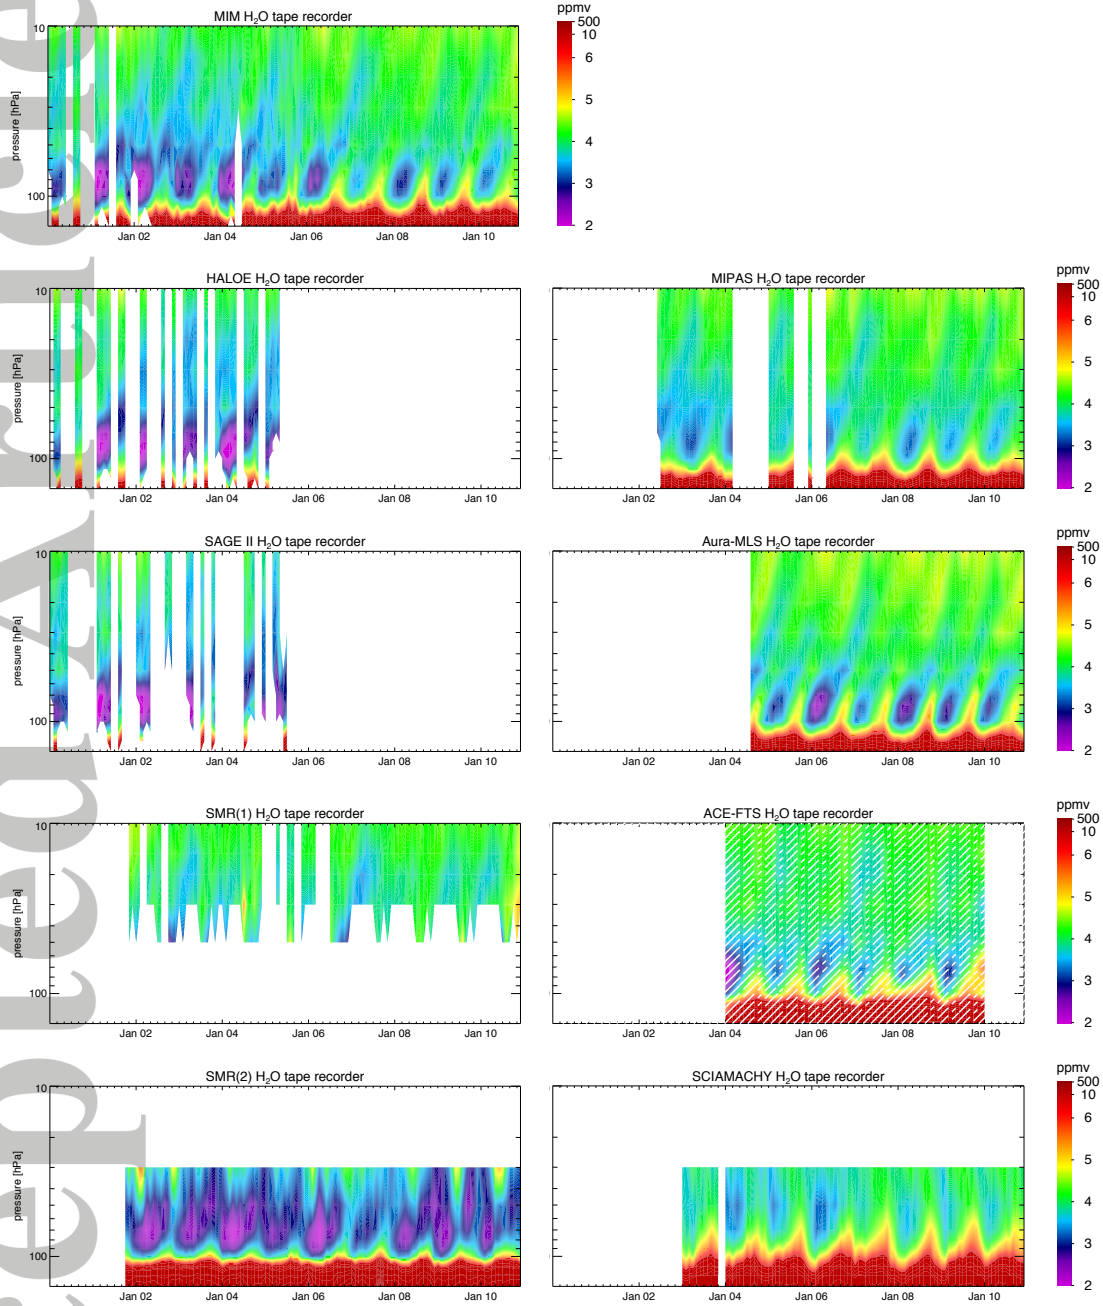 ppmv
MIM H₂O tape recorder
10
100
pressure [hPa]
Jan 02 Jan 04 Jan 06 Jan 08 Jan 10
500
10
6
5
4
3
2
HALOE H₂O tape recorder
10
100
pressure [hPa]
Jan 02 Jan 04 Jan 06 Jan 08 Jan 10
MIPAS H₂O tape recorder
Jan 02 Jan 04 Jan 06 Jan 08 Jan 10
ppmv
500
10
6
5
4
3
2
SAGE II H₂O tape recorder
10
100
pressure [hPa]
Jan 02 Jan 04 Jan 06 Jan 08 Jan 10
Aura-MLS H₂O tape recorder
Jan 02 Jan 04 Jan 06 Jan 08 Jan 10
ppmv
500
10
6
5
4
3
2
SMR(1) H₂O tape recorder
10
100
pressure [hPa]
Jan 02 Jan 04 Jan 06 Jan 08 Jan 10
ACE-FTS H₂O tape recorder
Jan 02 Jan 04 Jan 06 Jan 08 Jan 10
ppmv
500
10
6
5
4
3
2
SMR(2) H₂O tape recorder
10
100
pressure [hPa]
Jan 02 Jan 04 Jan 06 Jan 08 Jan 10
SCIAMACHY H₂O tape recorder
Jan 02 Jan 04 Jan 06 Jan 08 Jan 10
ppmv
500
10
6
5
4
3
2